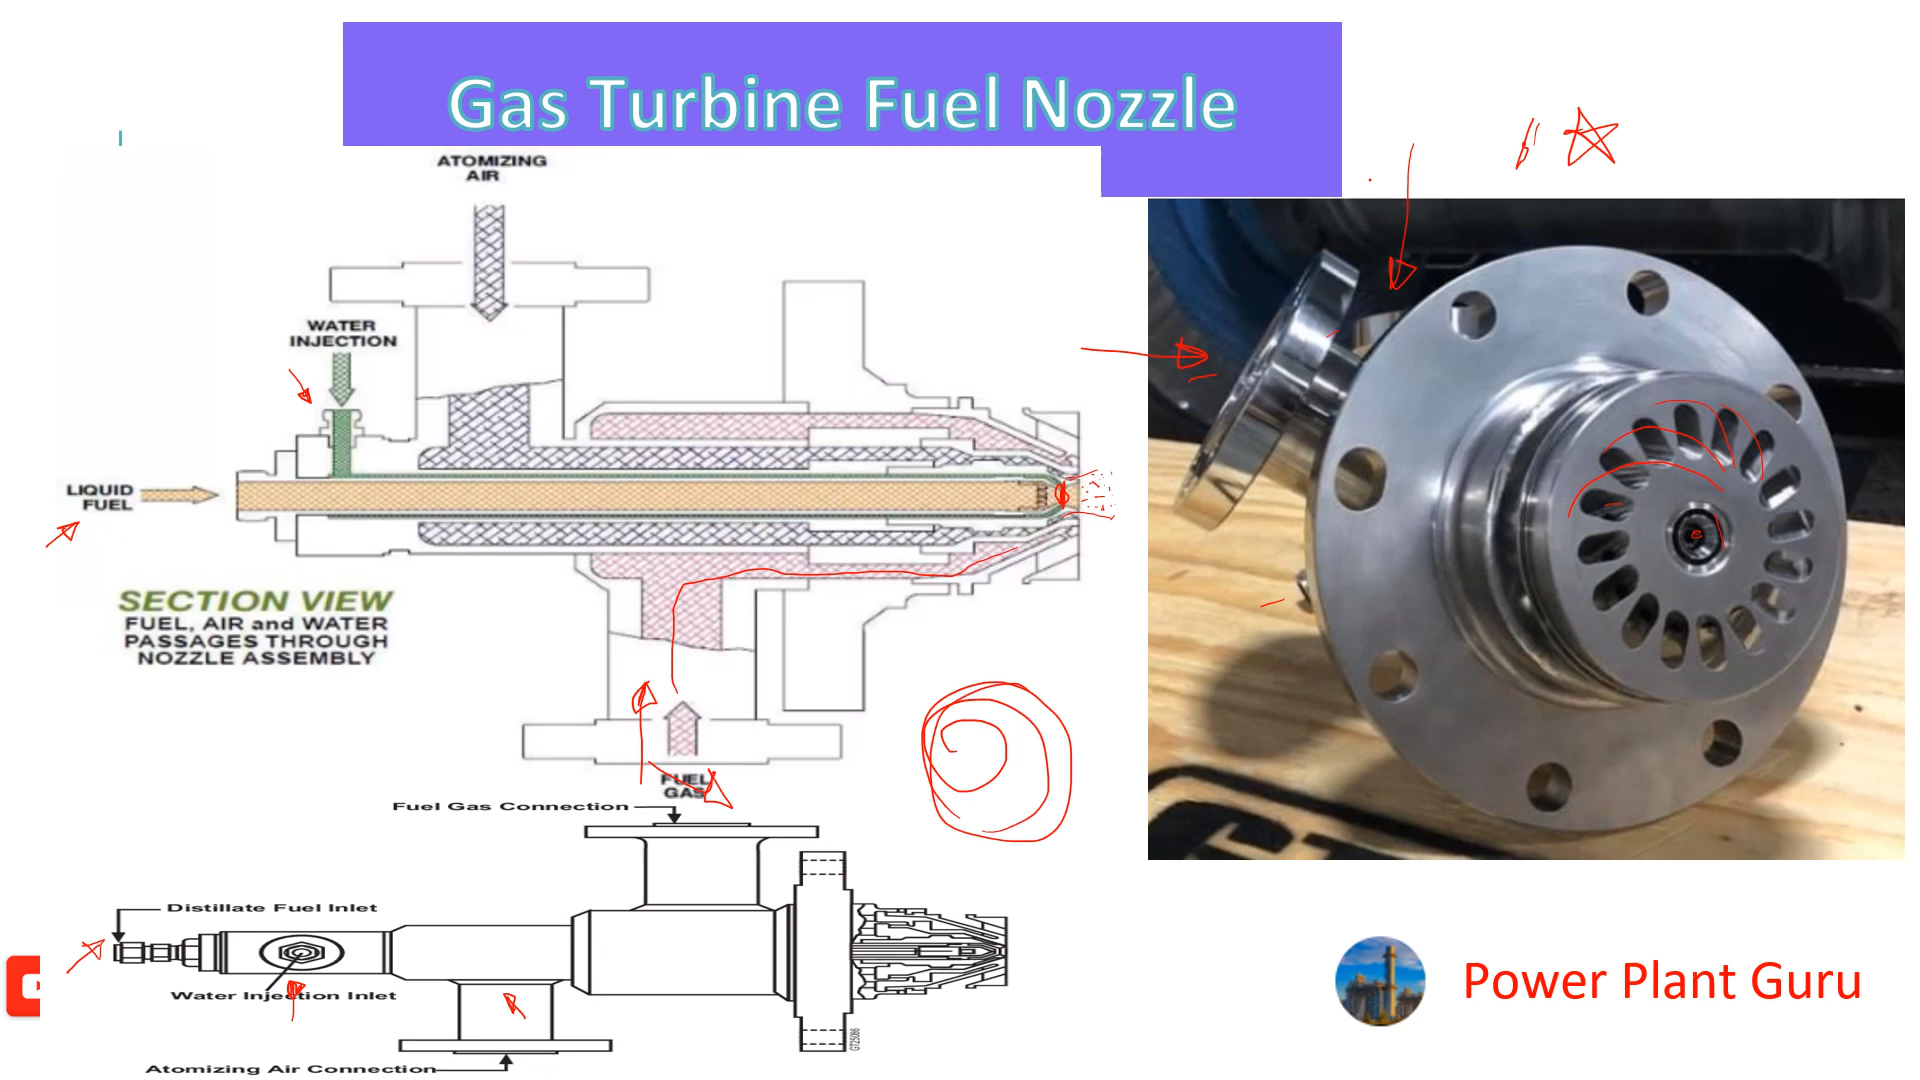 Gas Turbine Fuel Nozzle
ATOMIZING
AIR
WATER
INJECTION
LIQUID
FUEL
SECTION VIEW
FUEL, AIR and WATER
PASSAGES THROUGH
NOZZLE ASSEMBLY
FUEL
GAS
Fuel Gas Connection
Distillate Fuel Inlet
Water Injection Inlet
Atomizing Air Connection
GT25086
Power Plant Guru